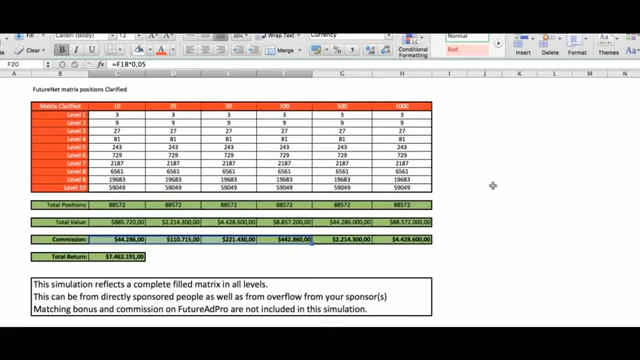 Wrap Text
Currency
Normal
Clear
B I U
Merge
%
Conditional
Formatting
Bad
F20 =F18*0,05
A B C D E F G H I J K L M N
FutureNet matrix positions Clarified
Matrix Clarified 10 25 50 100 500 1000
Level 1 3 3 3 3 3 3
Level 2 9 9 9 9 9 9
Level 3 27 27 27 27 27 27
Level 4 81 81 81 81 81 81
Level 5 243 243 243 243 243 243
Level 6 729 729 729 729 729 729
Level 7 2187 2187 2187 2187 2187 2187
Level 8 6561 6561 6561 6561 6561 6561
Level 9 19683 19683 19683 19683 19683 19683
Level 10 59049 59049 59049 59049 59049 59049
Total Positions: 88572 88572 88572 88572 88572 88572
Total Value: $885.720,00 $2.214.300,00 $4.428.600,00 $8.857.200,00 $44.286.000,00 $88.572.000,00
Commission: $44.286,00 $110.715,00 $221.430,00 $442.860,00 $2.214.300,00 $4.428.600,00
Total Return: $7.462.191,00
This simulation reflects a complete filled matrix in all levels.
This can be from directly sponsored people as well as from overflow from your sponsor(s)
Matching bonus and commission on FutureAdPro are not included in this simulation.